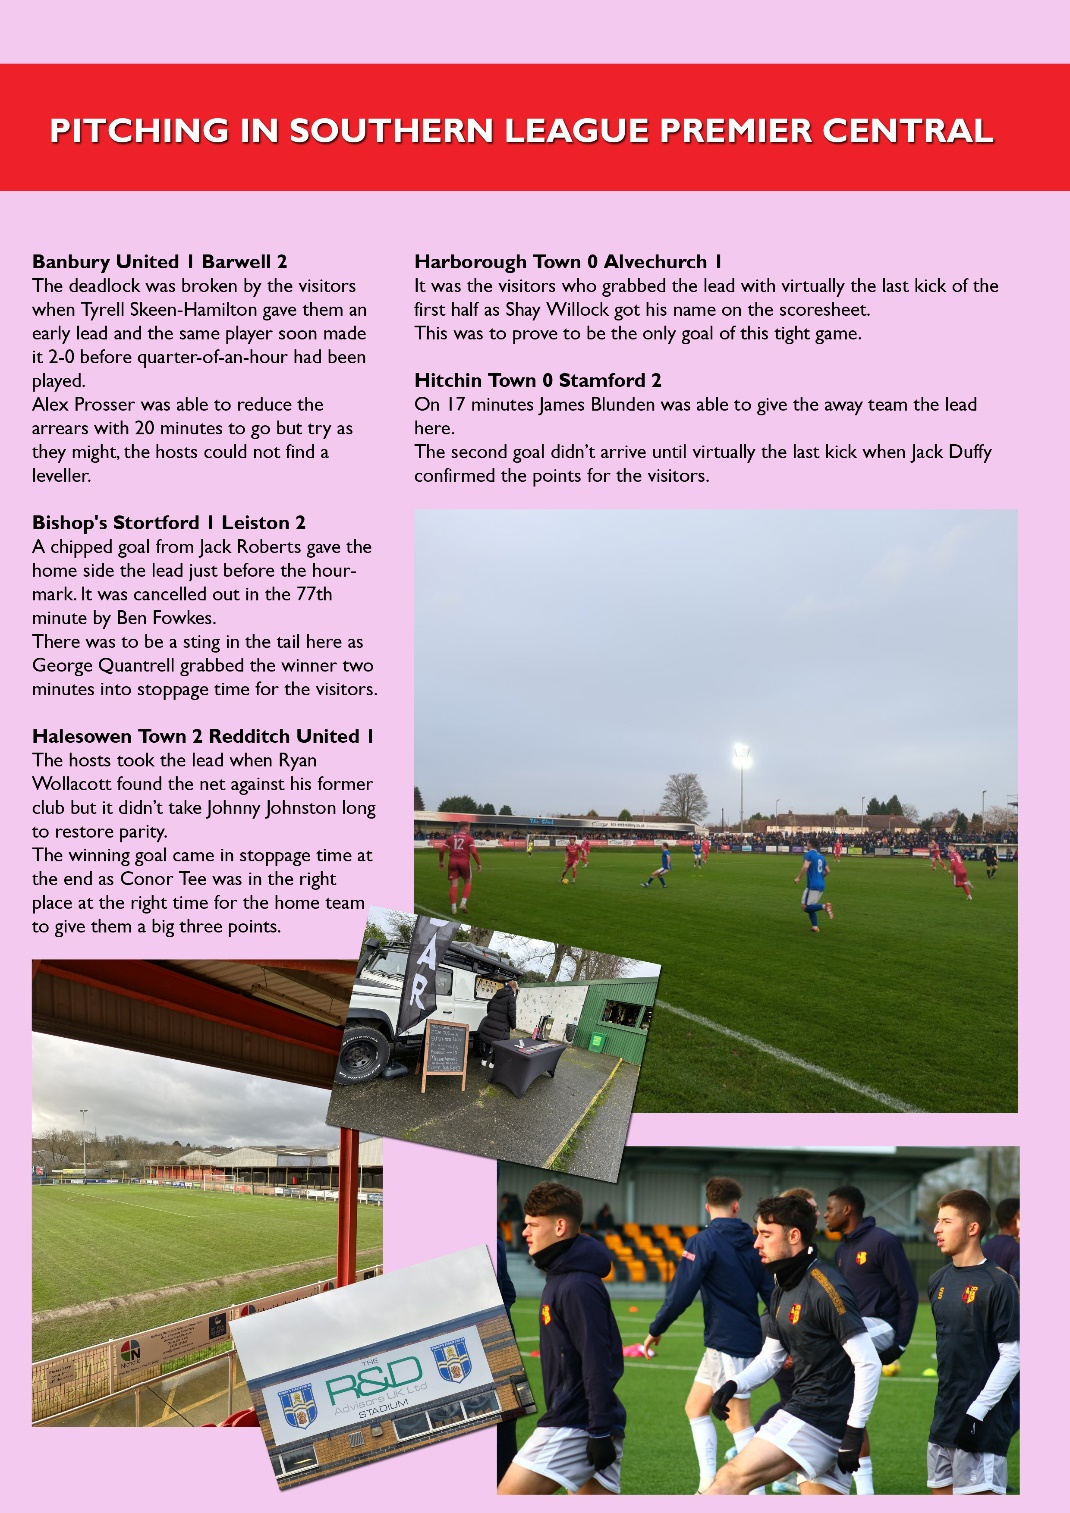 PITCHING IN SOUTHERN LEAGUE PREMIER CENTRAL
Banbury United 1 Barwell 2
The deadlock was broken by the visitors
when Tyrell Skeen-Hamilton gave them an
early lead and the same player soon made
it 2-0 before quarter-of-an-hour had been
played.
Alex Prosser was able to reduce the
arrears with 20 minutes to go but try as
they might, the hosts could not find a
leveller.
Bishop's Stortford 1 Leiston 2
A chipped goal from Jack Roberts gave the
home side the lead just before the hour-
mark. It was cancelled out in the 77th
minute by Ben Fowkes.
There was to be a sting in the tail here as
George Quantrell grabbed the winner two
minutes into stoppage time for the visitors.
Halesowen Town 2 Redditch United 1
The hosts took the lead when Ryan
Wollacott found the net against his former
club but it didn’t take Johnny Johnston long
to restore parity.
The winning goal came in stoppage time at
the end as Conor Tee was in the right
place at the right time for the home team
to give them a big three points.
Harborough Town 0 Alvechurch 1
It was the visitors who grabbed the lead with virtually the last kick of the
first half as Shay Willock got his name on the scoresheet.
This was to prove to be the only goal of this tight game.
Hitchin Town 0 Stamford 2
On 17 minutes James Blunden was able to give the away team the lead
here.
The second goal didn’t arrive until virtually the last kick when Jack Duffy
confirmed the points for the visitors.
12
8
AR
THE
R&D
Advisors UK Ltd
STADIUM